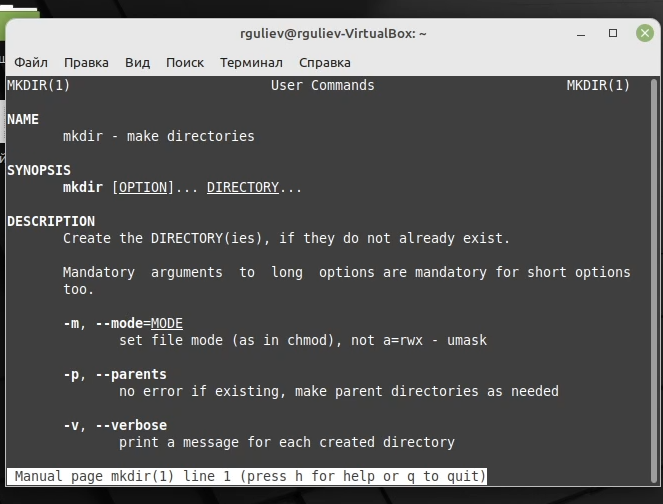 rguliev@rguliev-VirtualBox: ~
Файл Правка Вид Поиск Терминал Справка
MKDIR(1) User Commands MKDIR(1)
NAME
mkdir - make directories
SYNOPSIS
mkdir [OPTION]... DIRECTORY...
DESCRIPTION
Create the DIRECTORY(ies), if they do not already exist.
Mandatory arguments to long options are mandatory for short options
too.
-m, --mode=MODE
set file mode (as in chmod), not a=rwx - umask
-p, --parents
no error if existing, make parent directories as needed
-v, --verbose
print a message for each created directory
Manual page mkdir(1) line 1 (press h for help or q to quit)